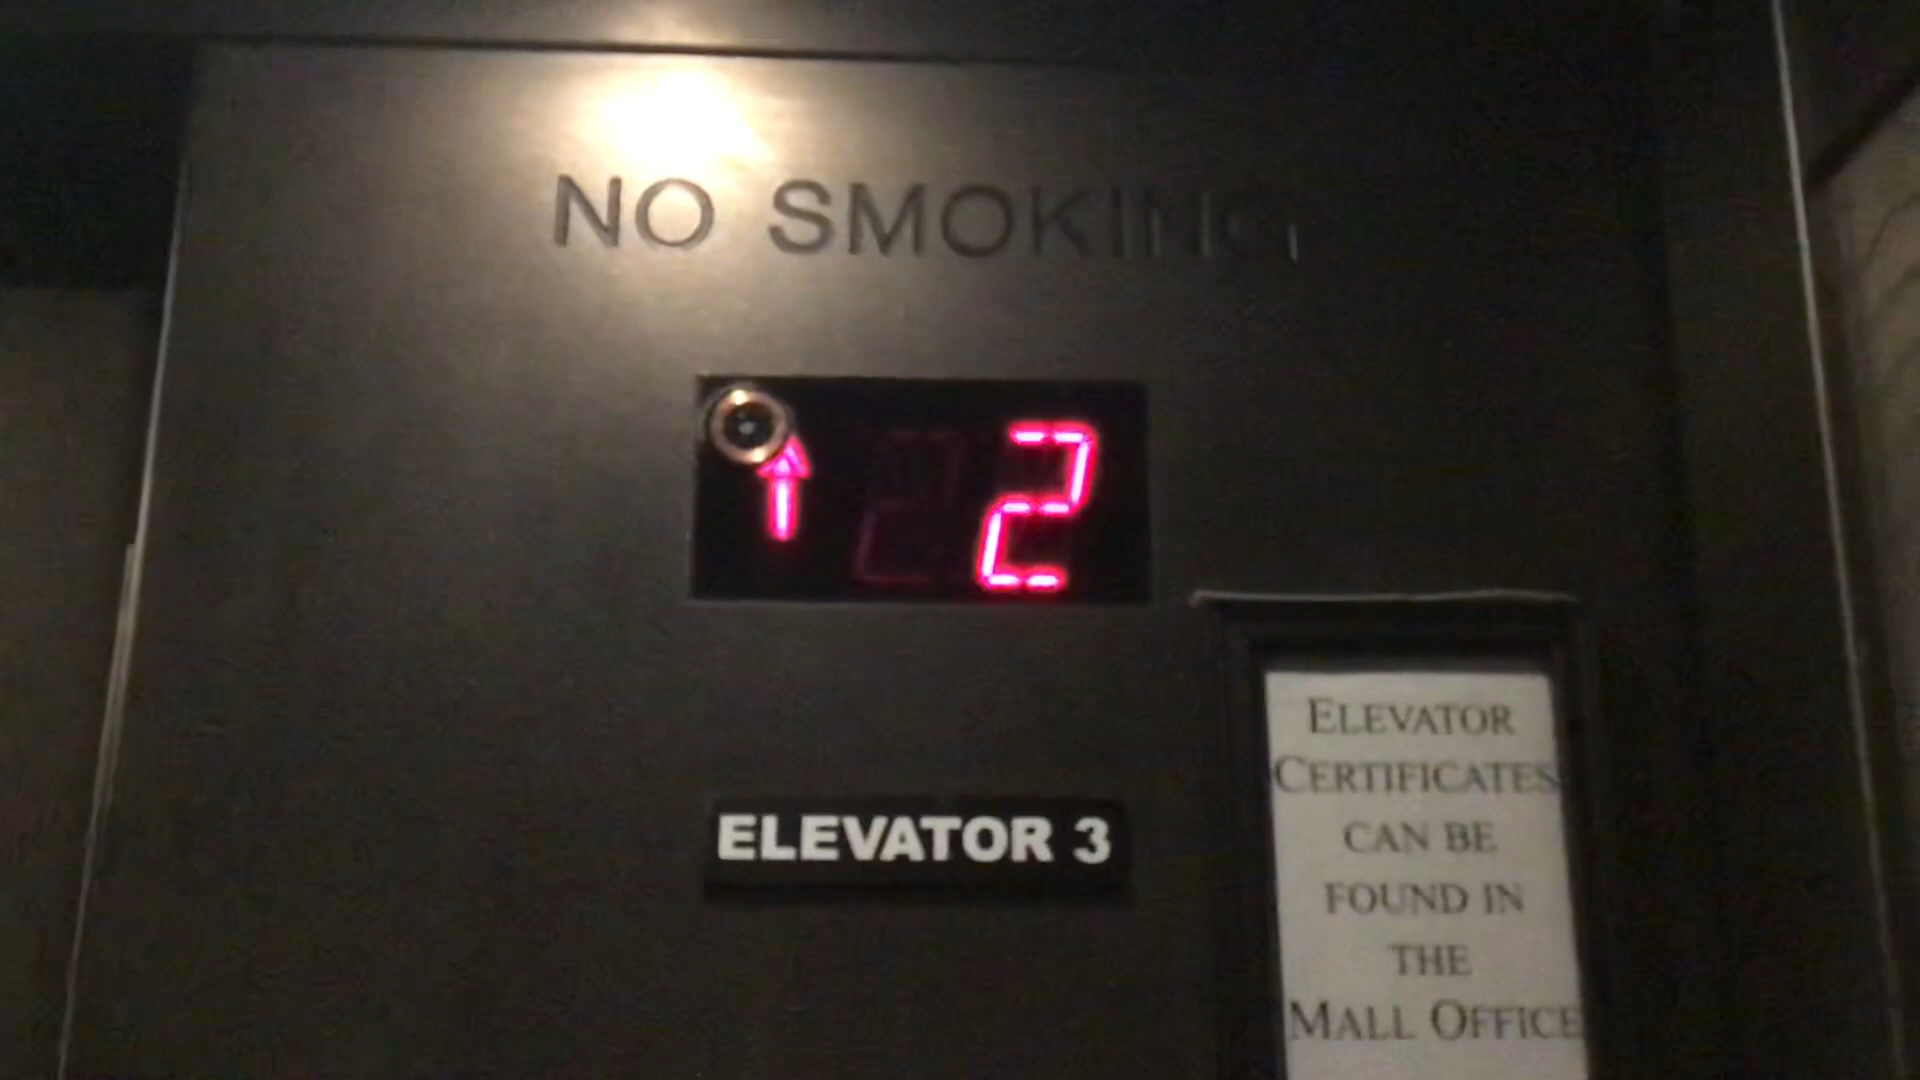 NO SMOKING
2
ELEVATOR 3
ELEVATOR
CERTIFICATES
CAN BE
FOUND IN
THE
MALL OFFICE